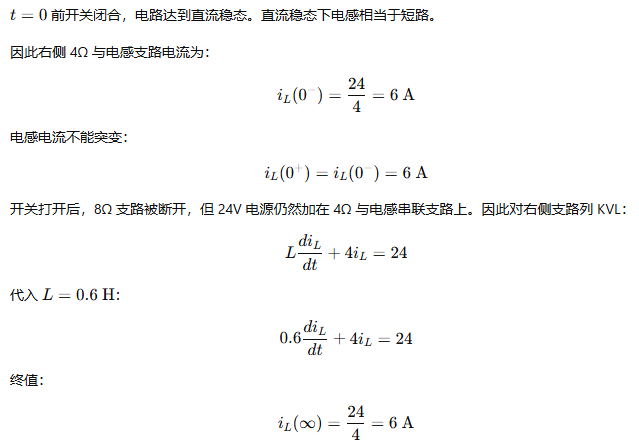 t = 0 前开关闭合，电路达到直流稳态。直流稳态下电感相当于短路。
因此右侧 4Ω 与电感支路电流为：
i_L(0^-) = \frac{24}{4} = 6 A
电感电流不能突变：
i_L(0^+) = i_L(0^-) = 6 A
开关打开后，8Ω 支路被断开，但 24V 电源仍然加在 4Ω 与电感串联支路上。因此对右侧支路列 KVL：
L\frac{di_L}{dt} + 4i_L = 24
代入 L = 0.6 H：
0.6\frac{di_L}{dt} + 4i_L = 24
终值：
i_L(∞) = \frac{24}{4} = 6 A